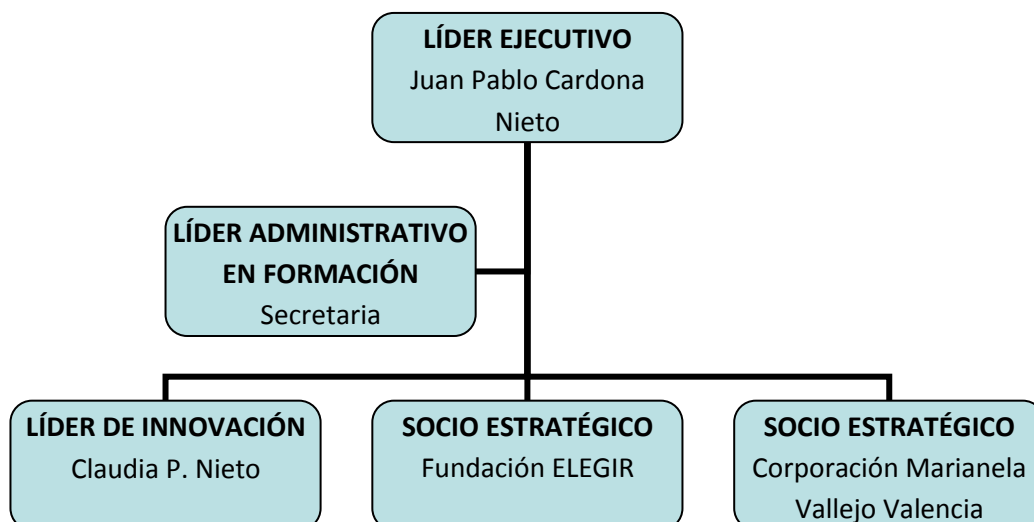 LÍDER EJECUTIVO
Juan Pablo Cardona
Nieto
LÍDER ADMINISTRATIVO
EN FORMACIÓN
Secretaria
LÍDER DE INNOVACIÓN
Claudia P. Nieto
SOCIO ESTRATÉGICO
Fundación ELEGIR
SOCIO ESTRATÉGICO
Corporación Marianela
Vallejo Valencia